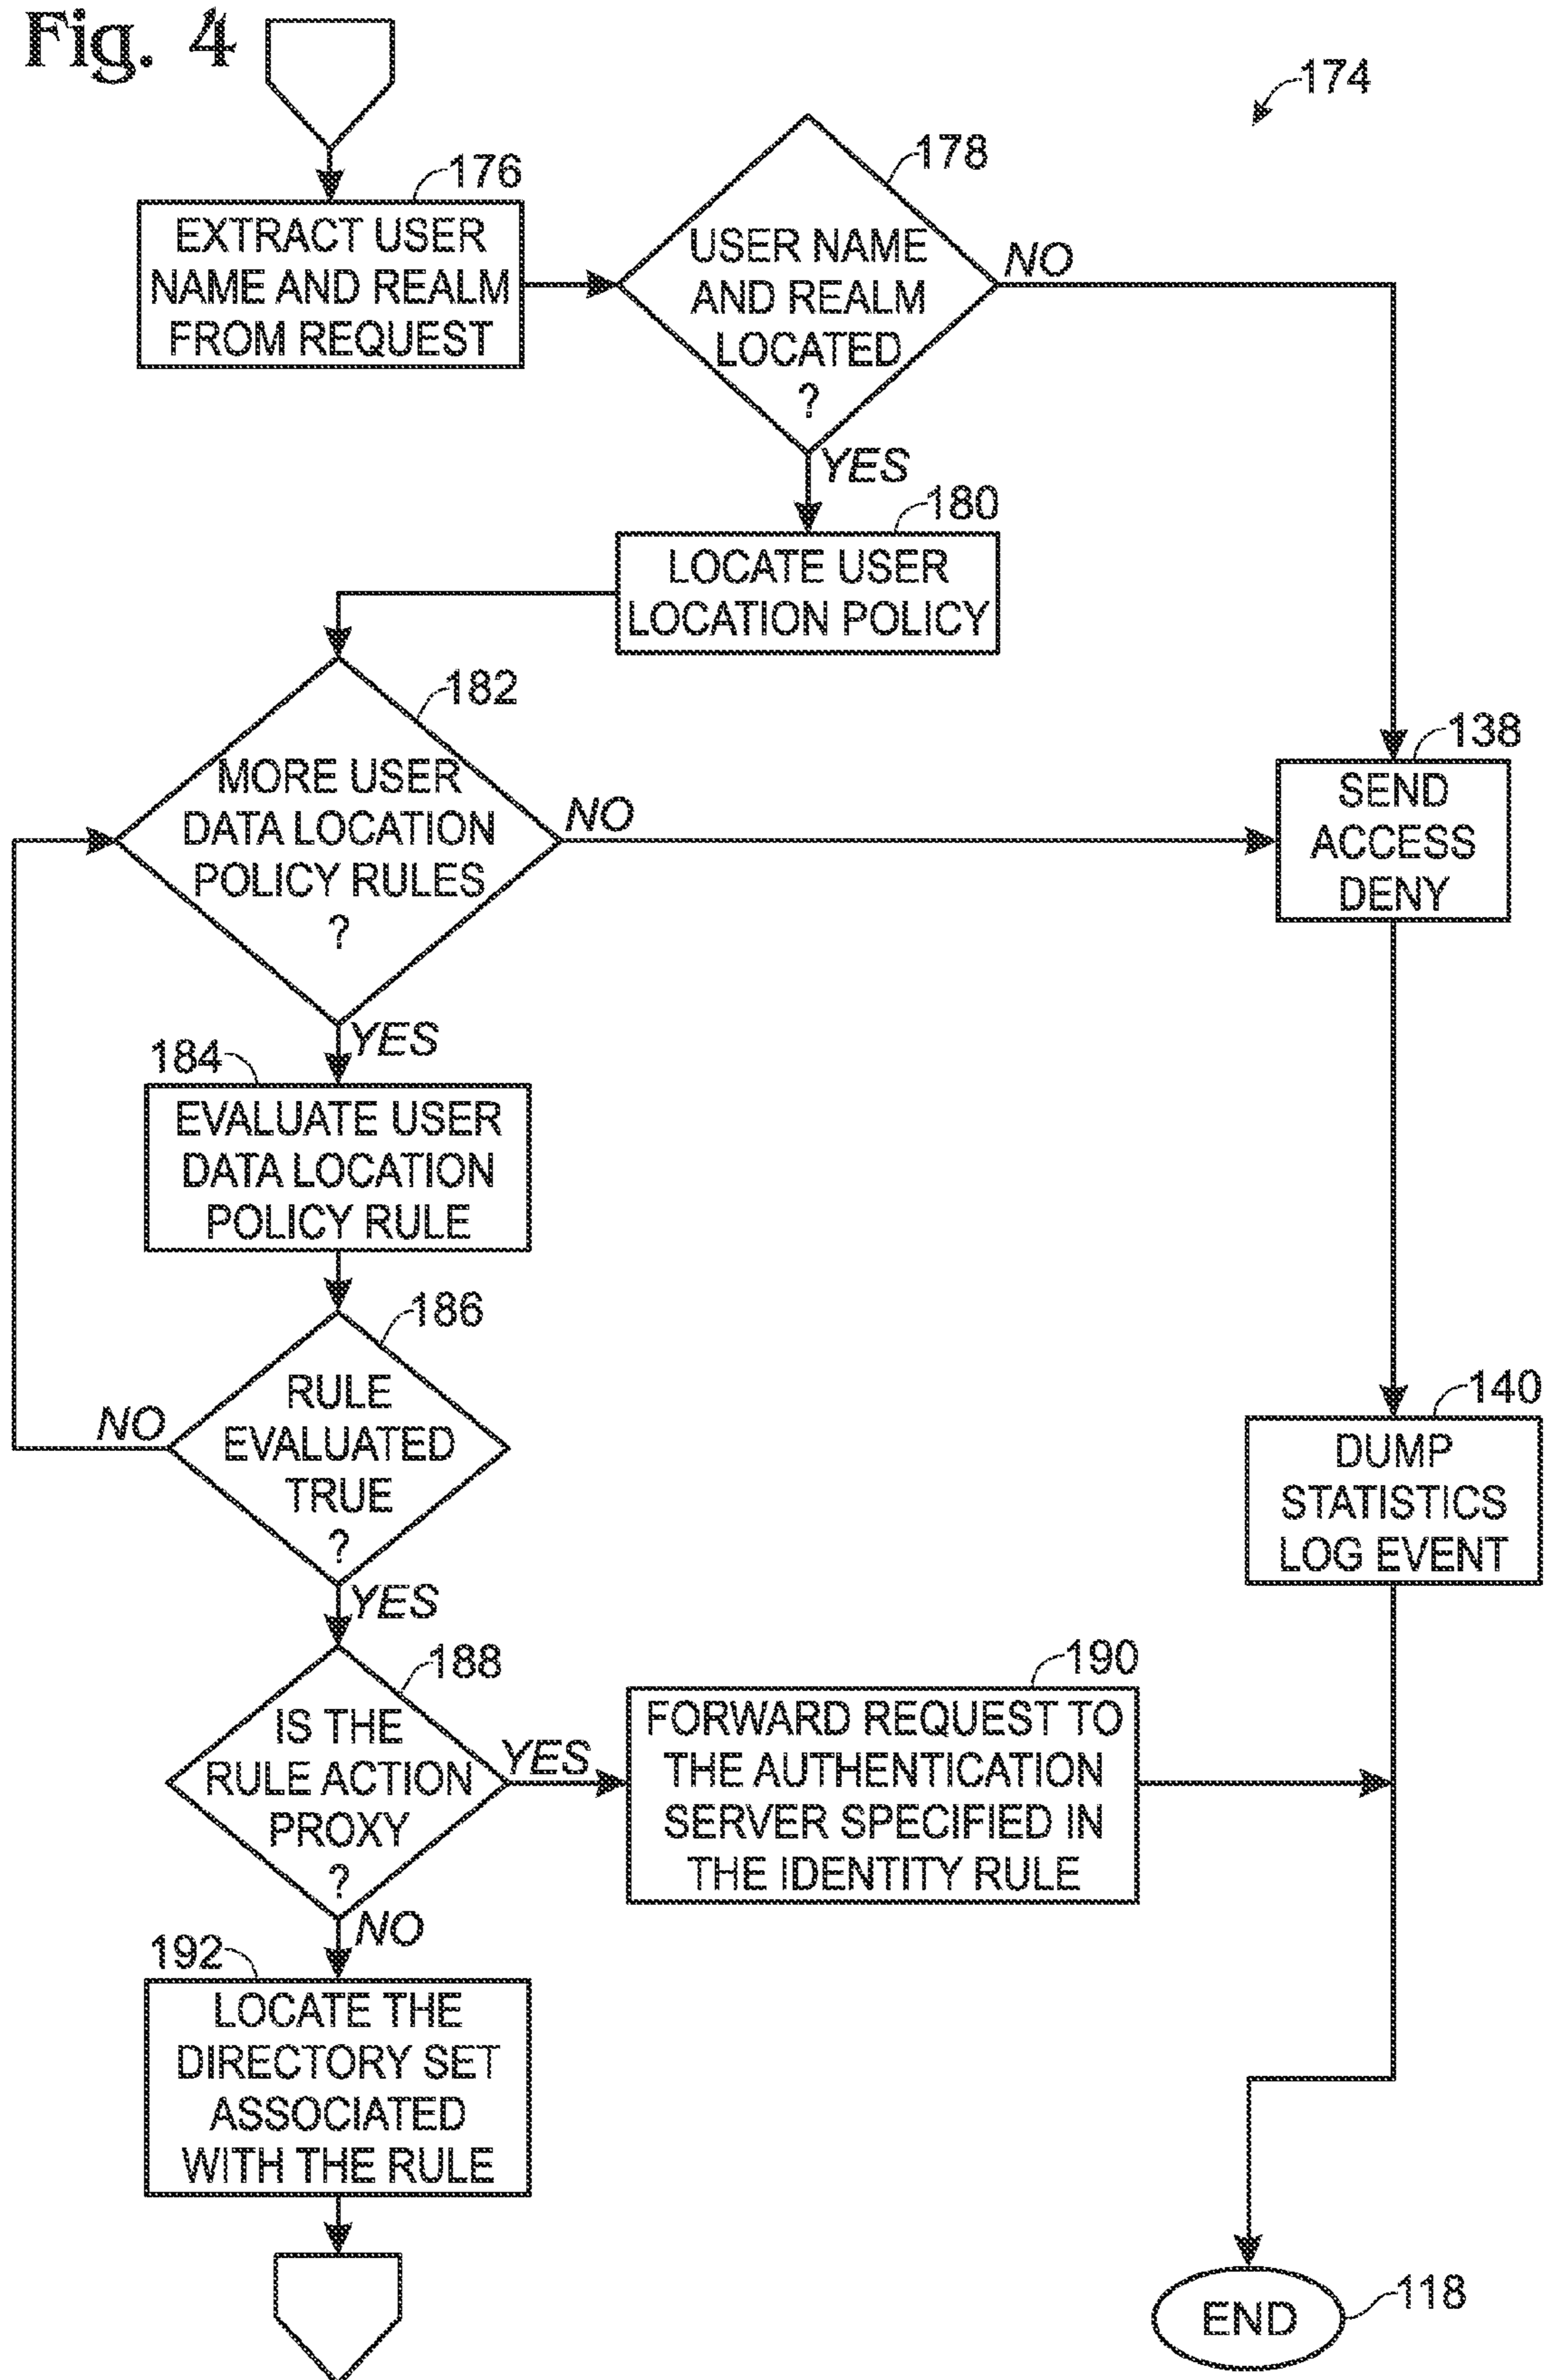 Fig. 4
174
176
EXTRACT USER
NAME AND REALM
FROM REQUEST
178
USER NAME
AND REALM
LOCATED
?
NO
YES
180
LOCATE USER
LOCATION POLICY
182
MORE USER
DATA LOCATION
POLICY RULES
?
NO
138
SEND
ACCESS
DENY
YES
184
EVALUATE USER
DATA LOCATION
POLICY RULE
186
RULE
EVALUATED
TRUE
?
NO
140
DUMP
STATISTICS
LOG EVENT
YES
188
IS THE
RULE ACTION
PROXY
?
YES
190
FORWARD REQUEST TO
THE AUTHENTICATION
SERVER SPECIFIED IN
THE IDENTITY RULE
NO
192
LOCATE THE
DIRECTORY SET
ASSOCIATED
WITH THE RULE
END
118